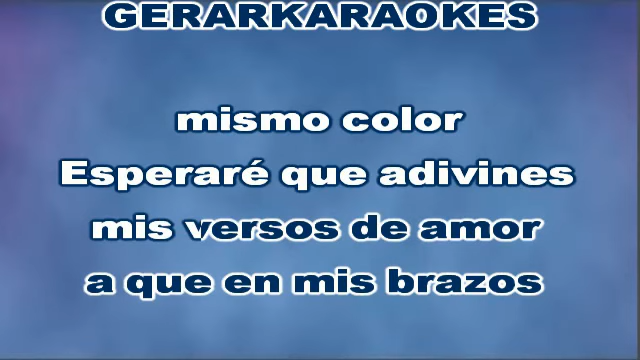 GERARKARAOKES
mismo color
Esperaré que adivines
mis versos de amor
a que en mis brazos